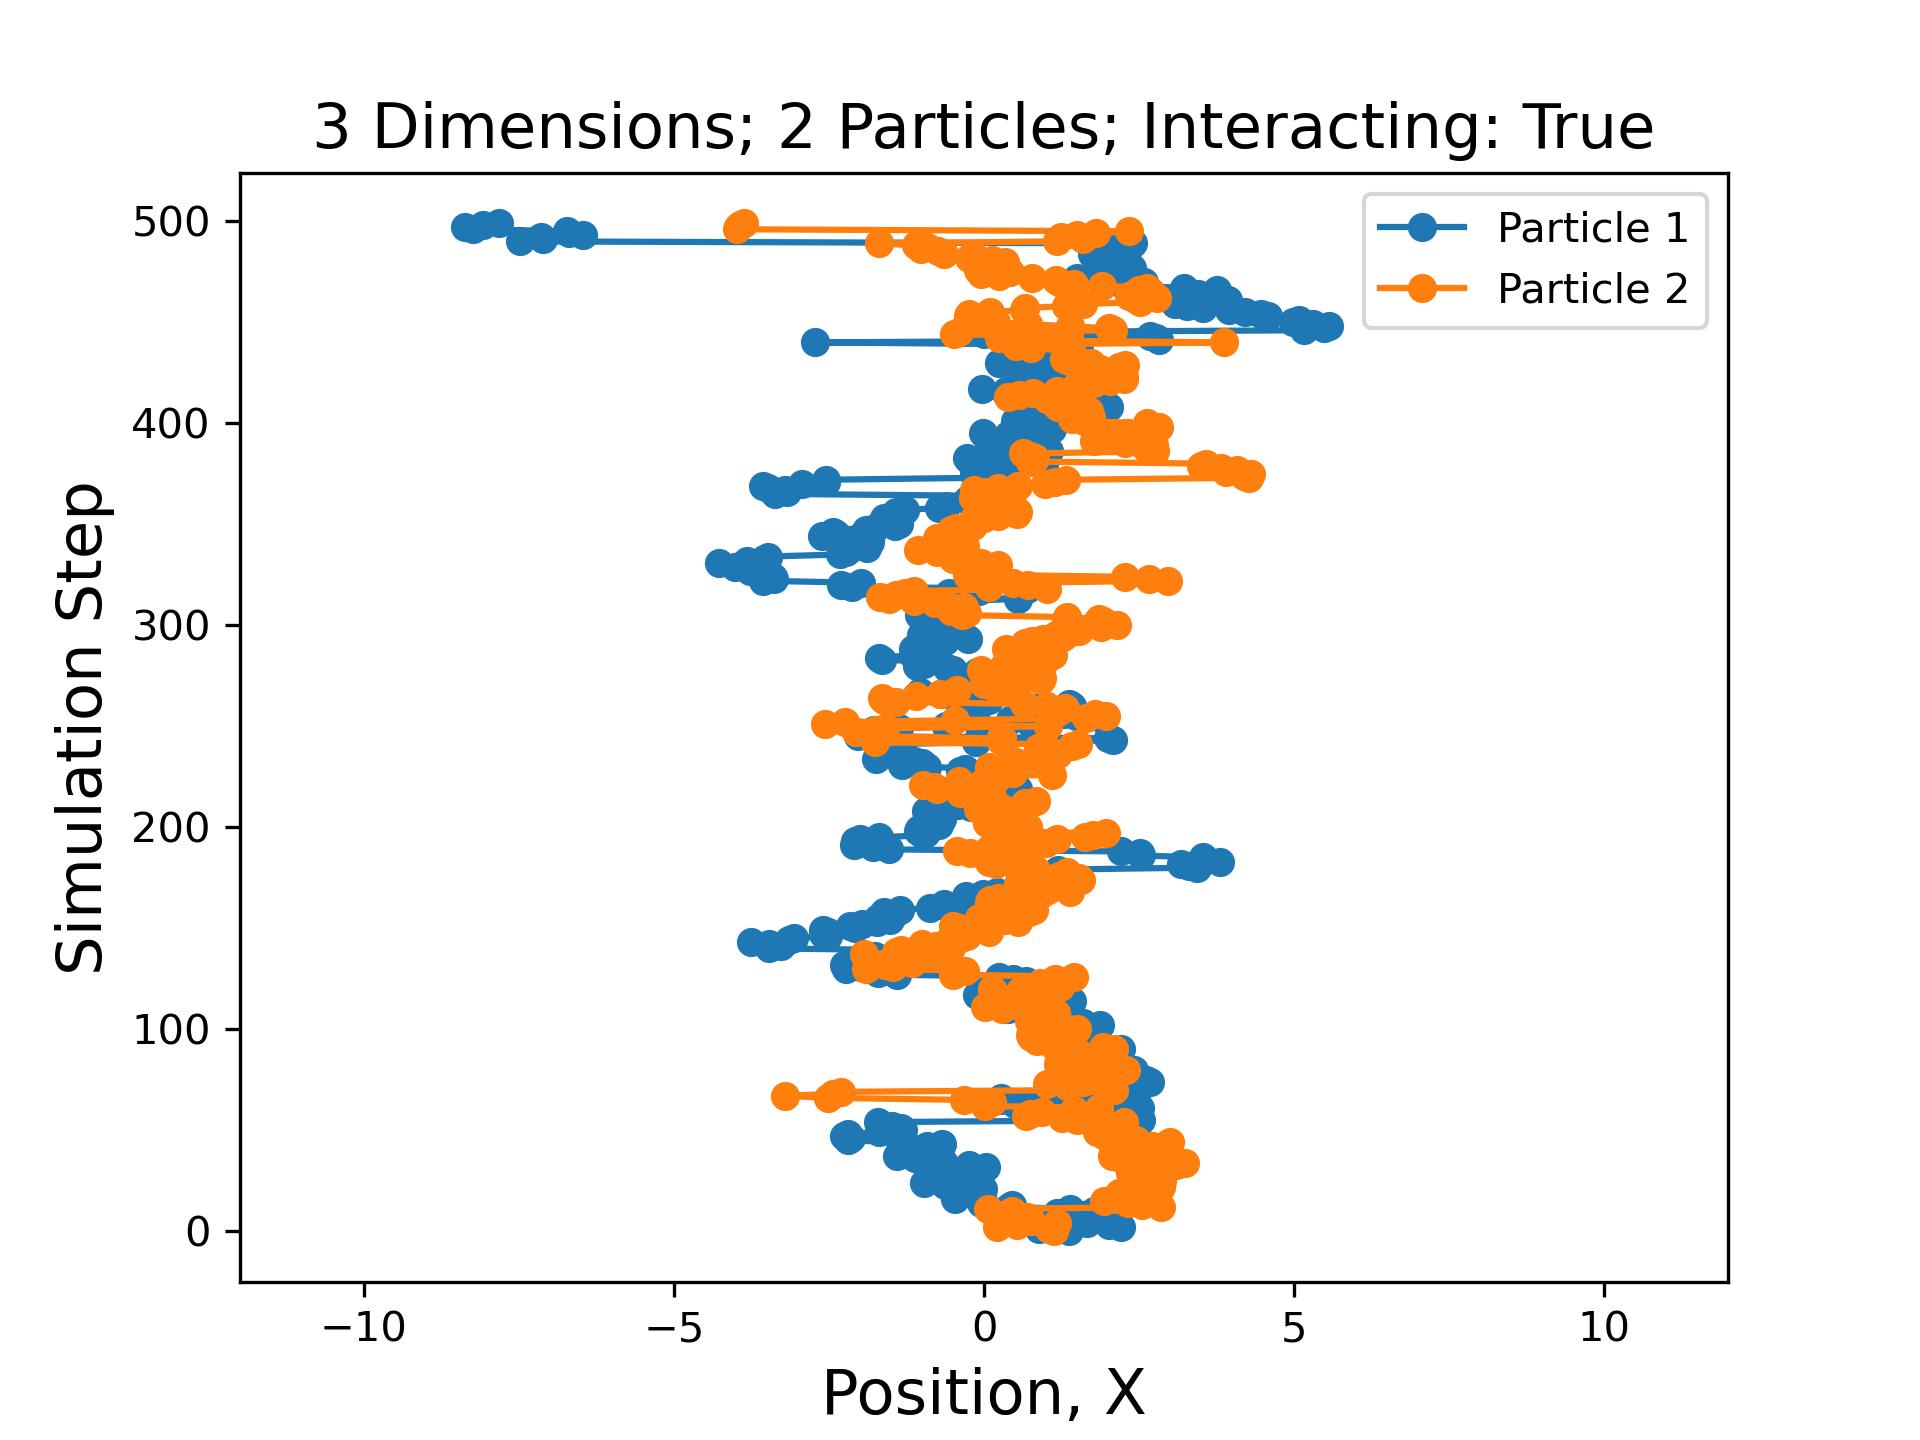 3 Dimensions; 2 Particles; Interacting: True
Particle 1
Particle 2
Simulation Step
500
400
300
200
100
0
−10
−5
0
5
10
Position, X